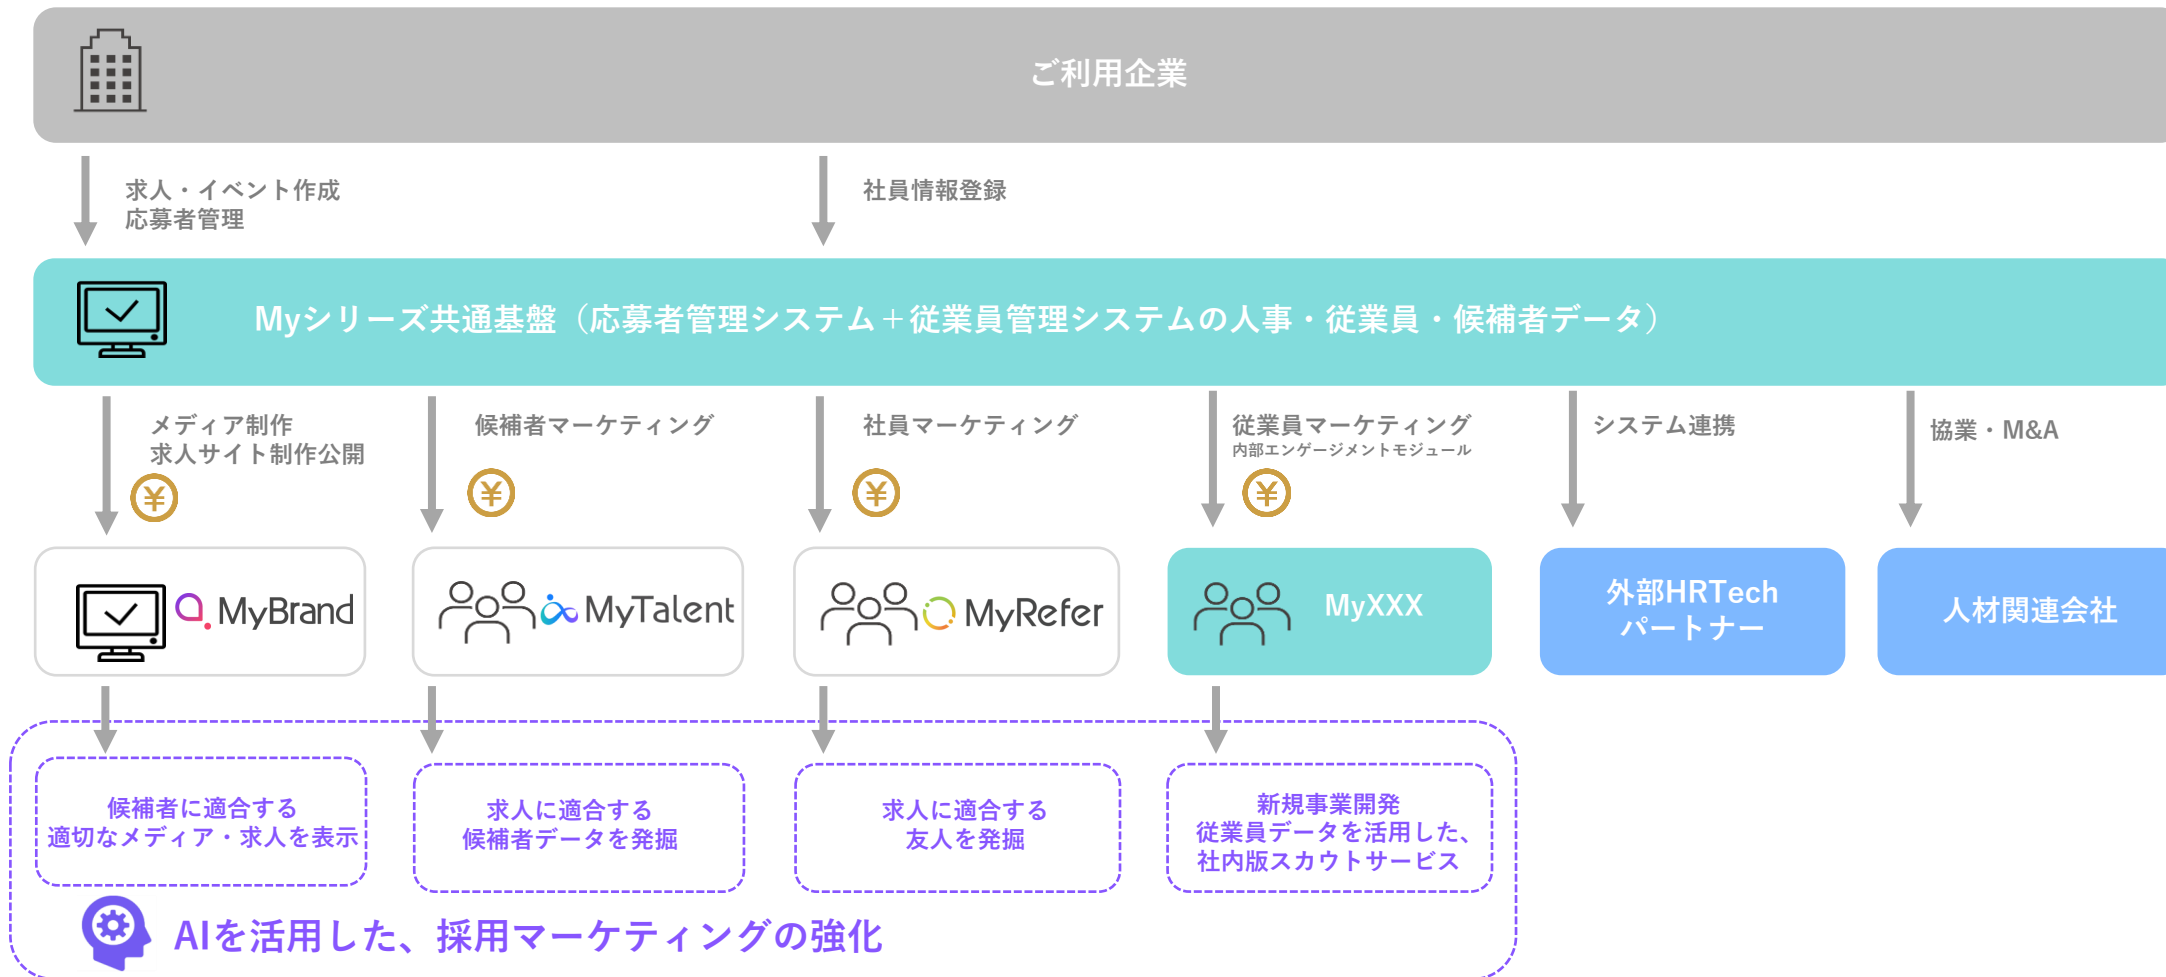 ご利用企業
求人・イベント作成
応募者管理
社員情報登録
Myシリーズ共通基盤（応募者管理システム＋従業員管理システムの人事・従業員・候補者データ）
メディア制作
求人サイト制作公開
¥
候補者マーケティング
¥
社員マーケティング
¥
従業員マーケティング
内部エンゲージメントモジュール
¥
システム連携
協業・M&A
MyBrand
MyTalent
MyRefer
MyXXX
外部HRTech
パートナー
人材関連会社
候補者に適合する
適切なメディア・求人を表示
求人に適合する
候補者データを発掘
求人に適合する
友人を発掘
新規事業開発
従業員データを活用した、
社内版スカウトサービス
AIを活用した、採用マーケティングの強化